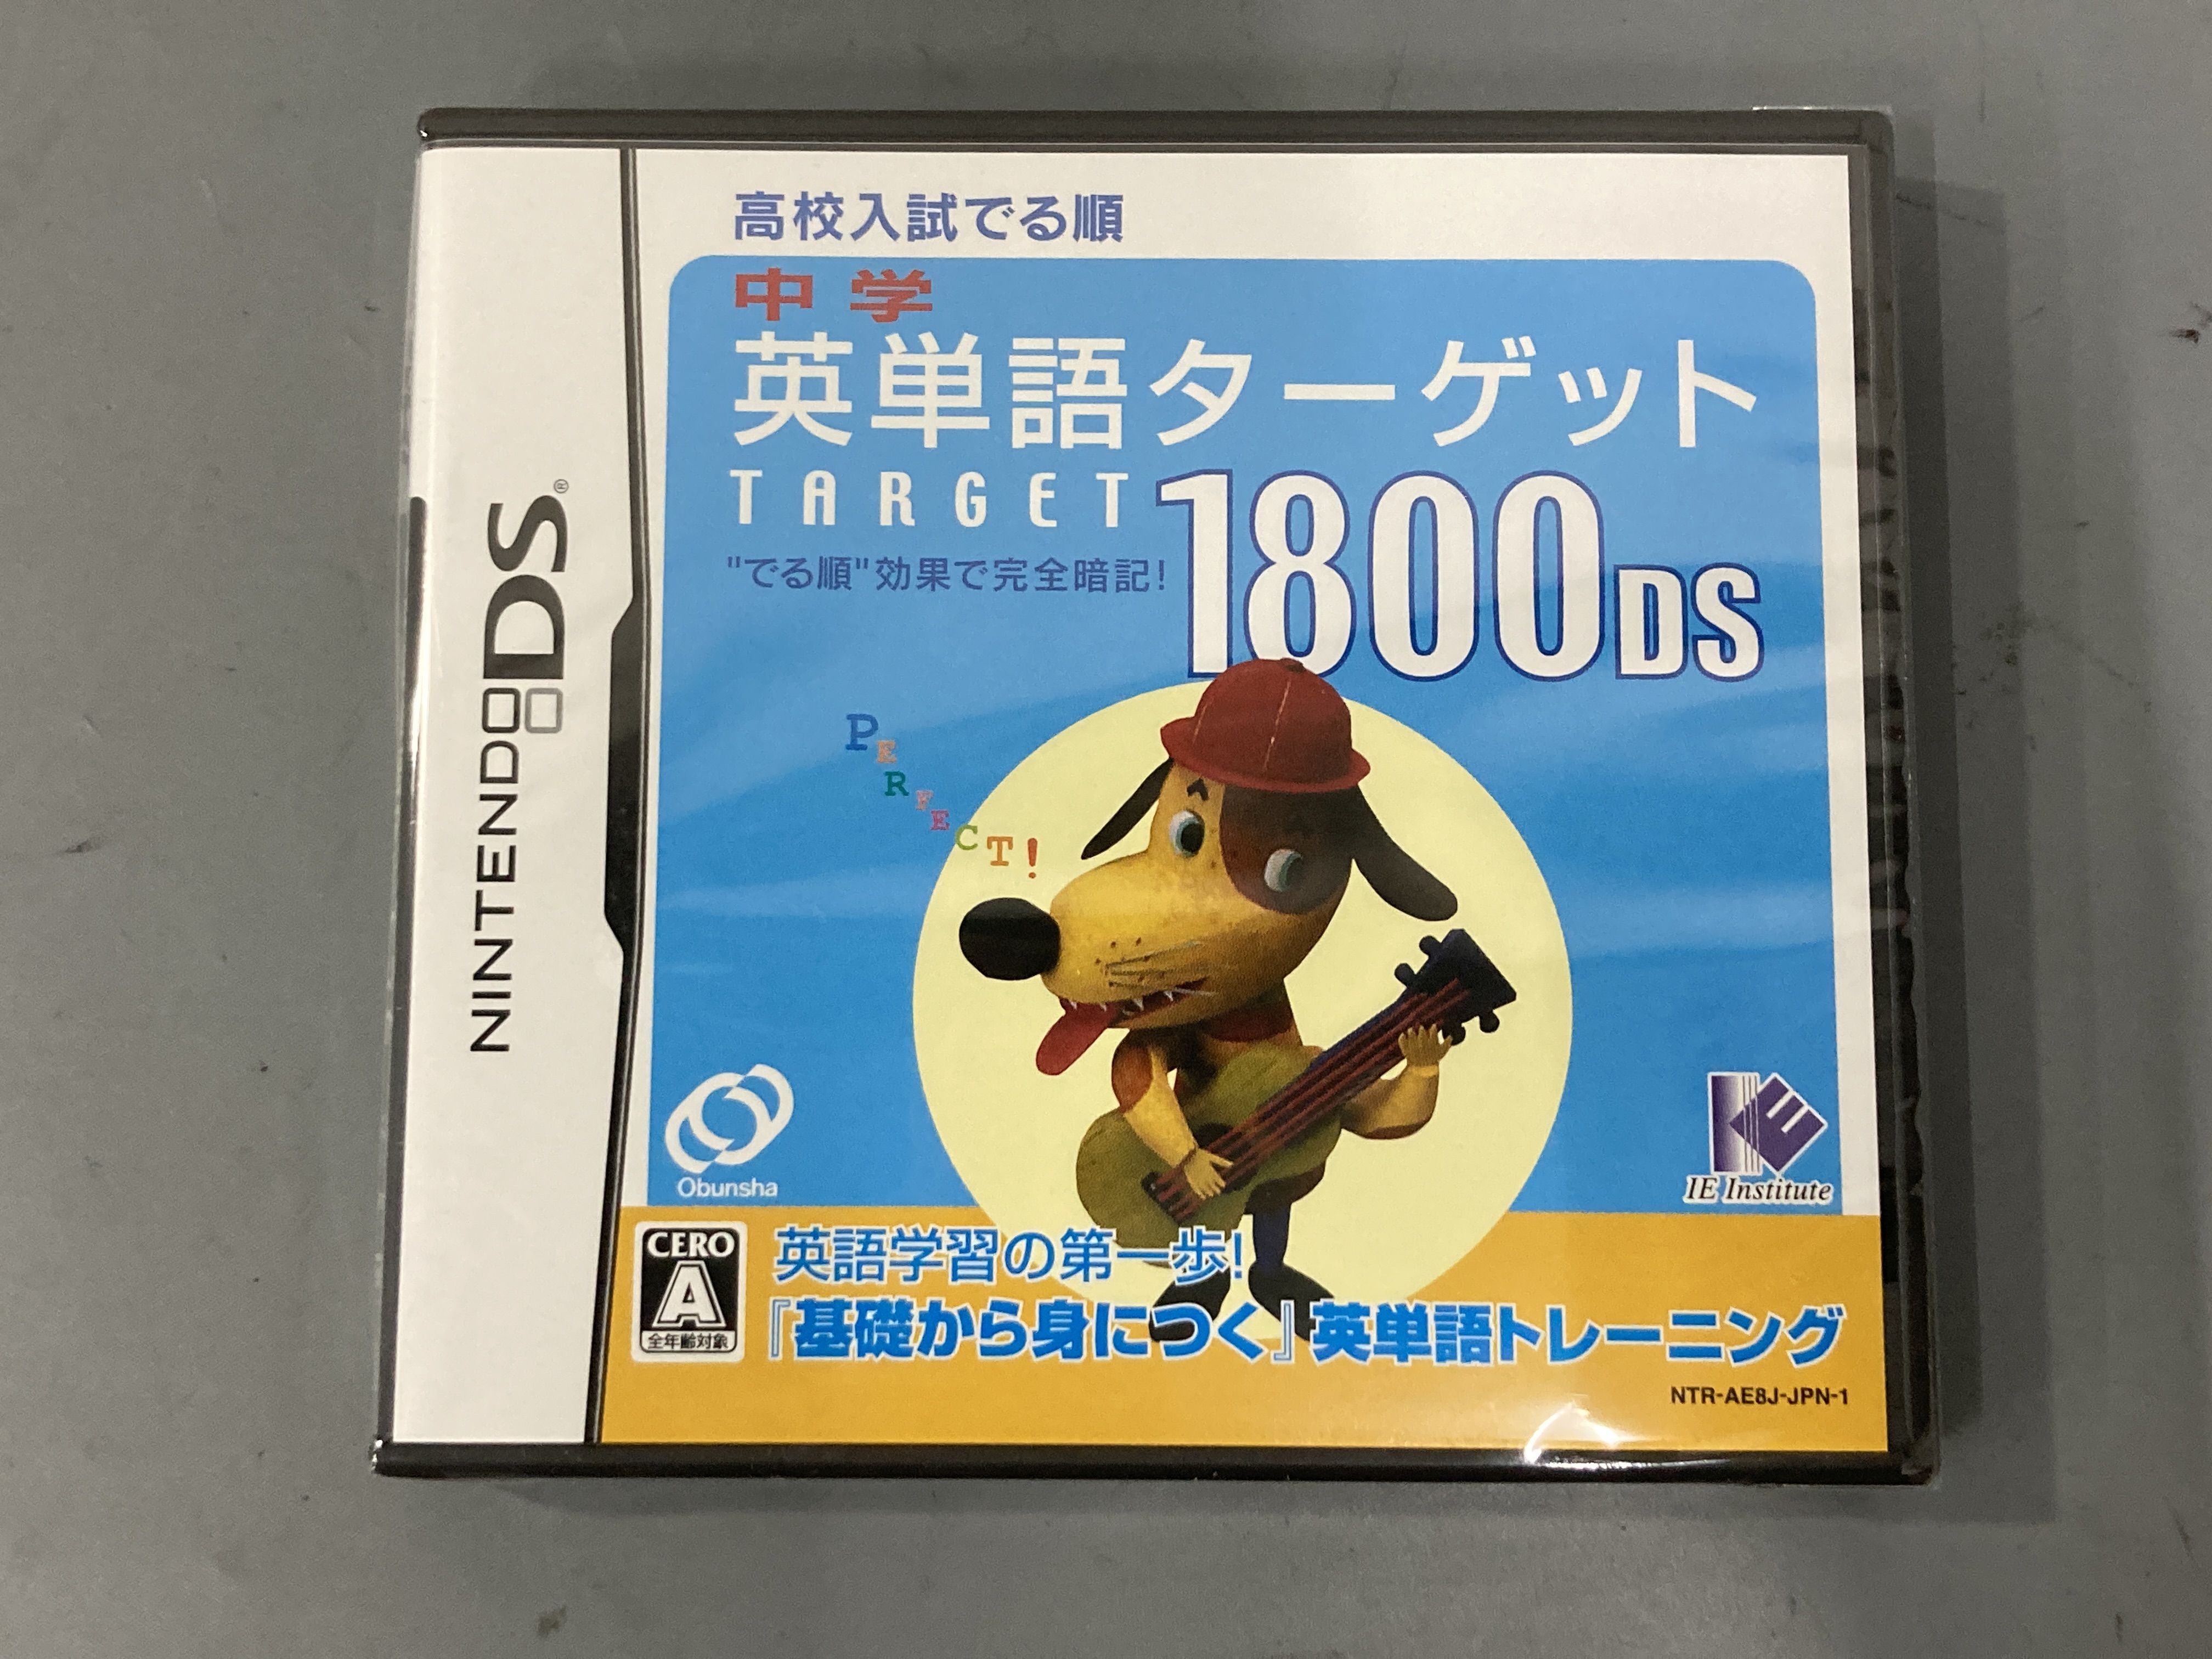 高校入試でる順
中学
英単語ターゲット
TARGET 1800DS
"でる順"効果で完全暗記!
PERFECT!
NINTENDO DS®
Obunsha
IE
IE Institute
CERO
A
全年齢対象
英語学習の第一歩!
『基礎から身につく』英単語トレーニング
NTR-AE8J-JPN-1